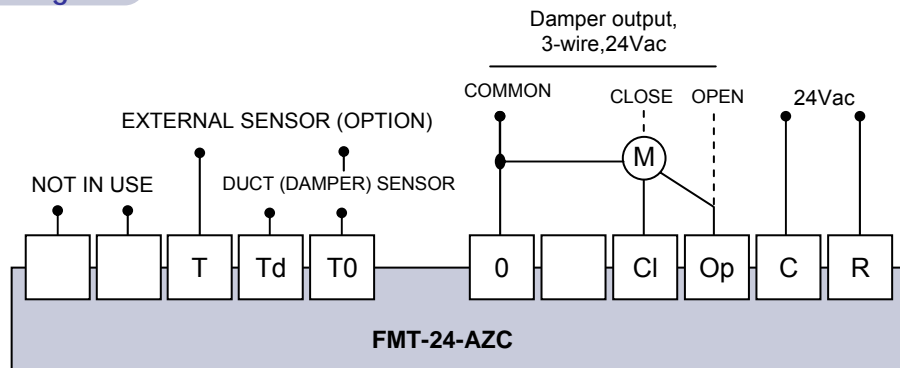 Damper output,
3-wire,24Vac
COMMON CLOSE OPEN 24Vac
EXTERNAL SENSOR (OPTION)
M
NOT IN USE DUCT (DAMPER) SENSOR
T Td T0 0 Cl Op C R
FMT-24-AZC